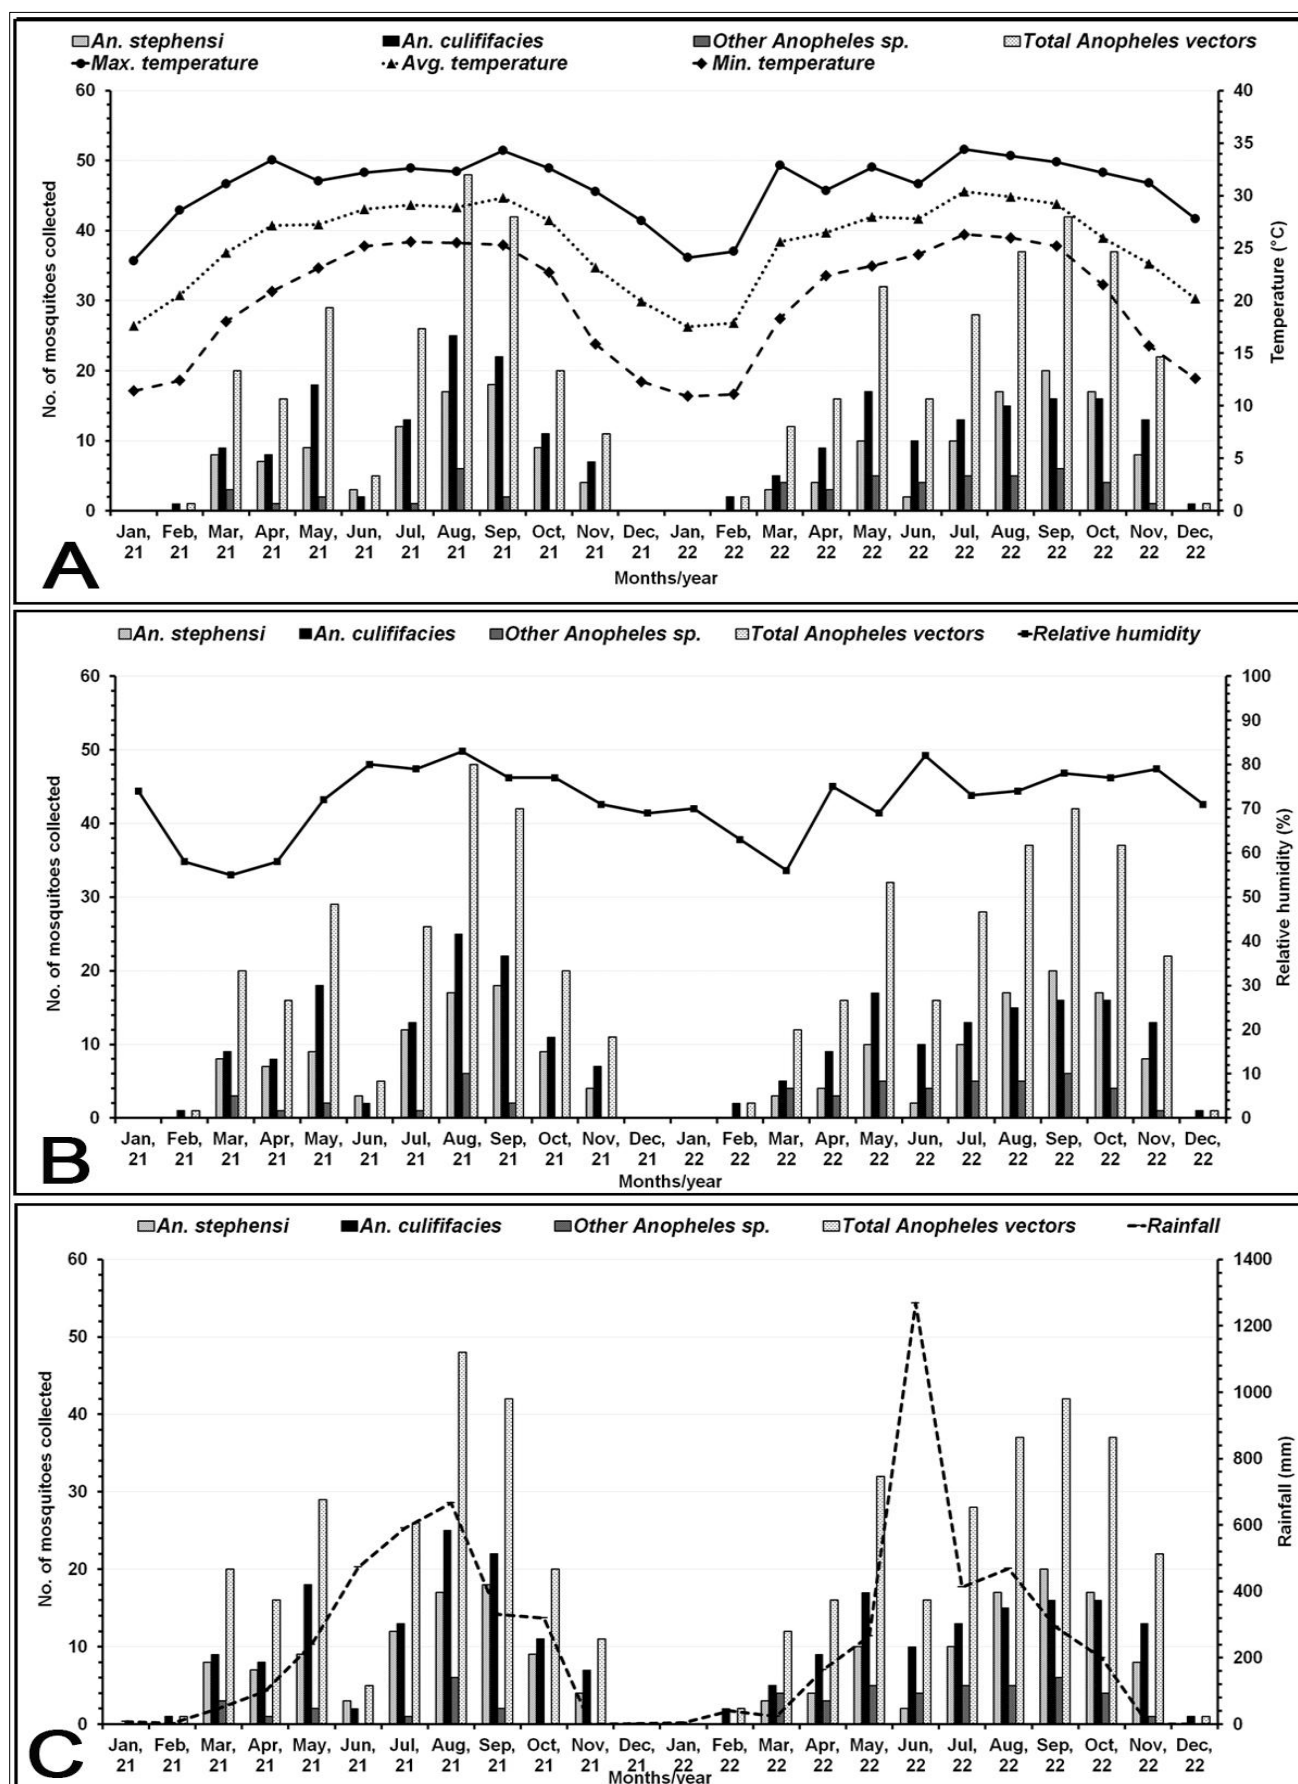 An. stephensi An. culififacies Other Anopheles sp. Total Anopheles vectors
Max. temperature Avg. temperature Min. temperature
60 40
35
50
30
40
25
30 20
15
20
10
10
5
0 0
No. of mosquitoes collected
Temperature (°C)
Jan, Feb, Mar, Apr, May, Jun, Jul, Aug, Sep, Oct, Nov, Dec, Jan, Feb, Mar, Apr, May, Jun, Jul, Aug, Sep, Oct, Nov, Dec,
21 21 21 21 21 21 21 21 21 21 21 21 22 22 22 22 22 22 22 22 22 22 22 22
Months/year
A
An. stephensi An. culififacies Other Anopheles sp. Total Anopheles vectors Relative humidity
60 100
90
50
80
70
40
60
30 50
40
20
30
20
10
10
0 0
No. of mosquitoes collected
Relative humidity (%)
Jan, Feb, Mar, Apr, May, Jun, Jul, Aug, Sep, Oct, Nov, Dec, Jan, Feb, Mar, Apr, May, Jun, Jul, Aug, Sep, Oct, Nov, Dec,
21 21 21 21 21 21 21 21 21 21 21 21 22 22 22 22 22 22 22 22 22 22 22 22
Months/year
B
An. stephensi An. culififacies Other Anopheles sp. Total Anopheles vectors Rainfall
60 1400
1200
50
1000
40
800
30
600
20
400
10
200
0 0
No. of mosquitoes collected
Rainfall (mm)
Jan, Feb, Mar, Apr, May, Jun, Jul, Aug, Sep, Oct, Nov, Dec, Jan, Feb, Mar, Apr, May, Jun, Jul, Aug, Sep, Oct, Nov, Dec,
21 21 21 21 21 21 21 21 21 21 21 21 22 22 22 22 22 22 22 22 22 22 22 22
Months/year
C